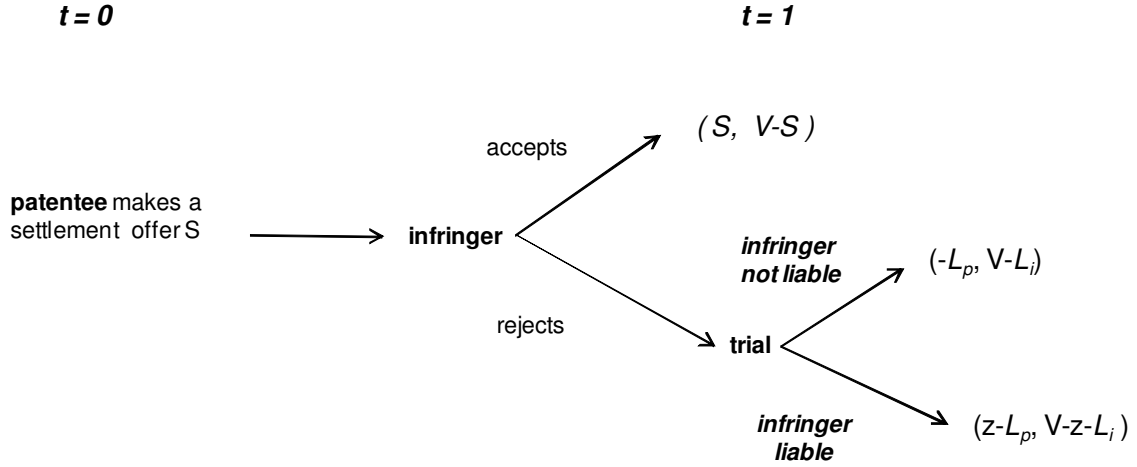 t = 0
t = 1
(S, V-S)
accepts
patentee makes a
settlement offer S
infringer
infringer
not liable
(-Lp, V-Li)
rejects
trial
infringer
liable
(z-Lp, V-z-Li)